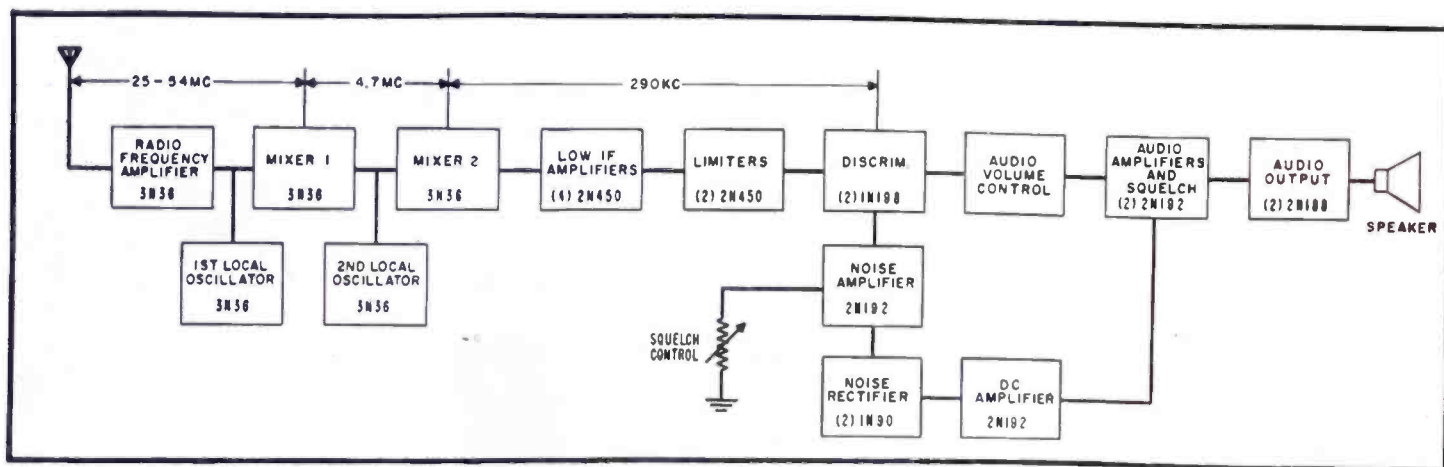 25-54MC
4.7MC
290KC
RADIO
FREQUENCY
AMPLIFIER
3N36
MIXER 1
3N36
MIXER 2
3N36
LOW IF
AMPLIFIERS
(4) 2N450
LIMITERS
(2) 2N450
DISCRIM.
(2) 1N198
AUDIO
VOLUME
CONTROL
AUDIO
AMPLIFIERS
AND
SQUELCH
(2) 2N192
AUDIO
OUTPUT
(2) 2N188
SPEAKER
1ST LOCAL
OSCILLATOR
3N36
2ND LOCAL
OSCILLATOR
3N36
NOISE
AMPLIFIER
2N192
SQUELCH
CONTROL
NOISE
RECTIFIER
(2) 1N90
DC
AMPLIFIER
2N192